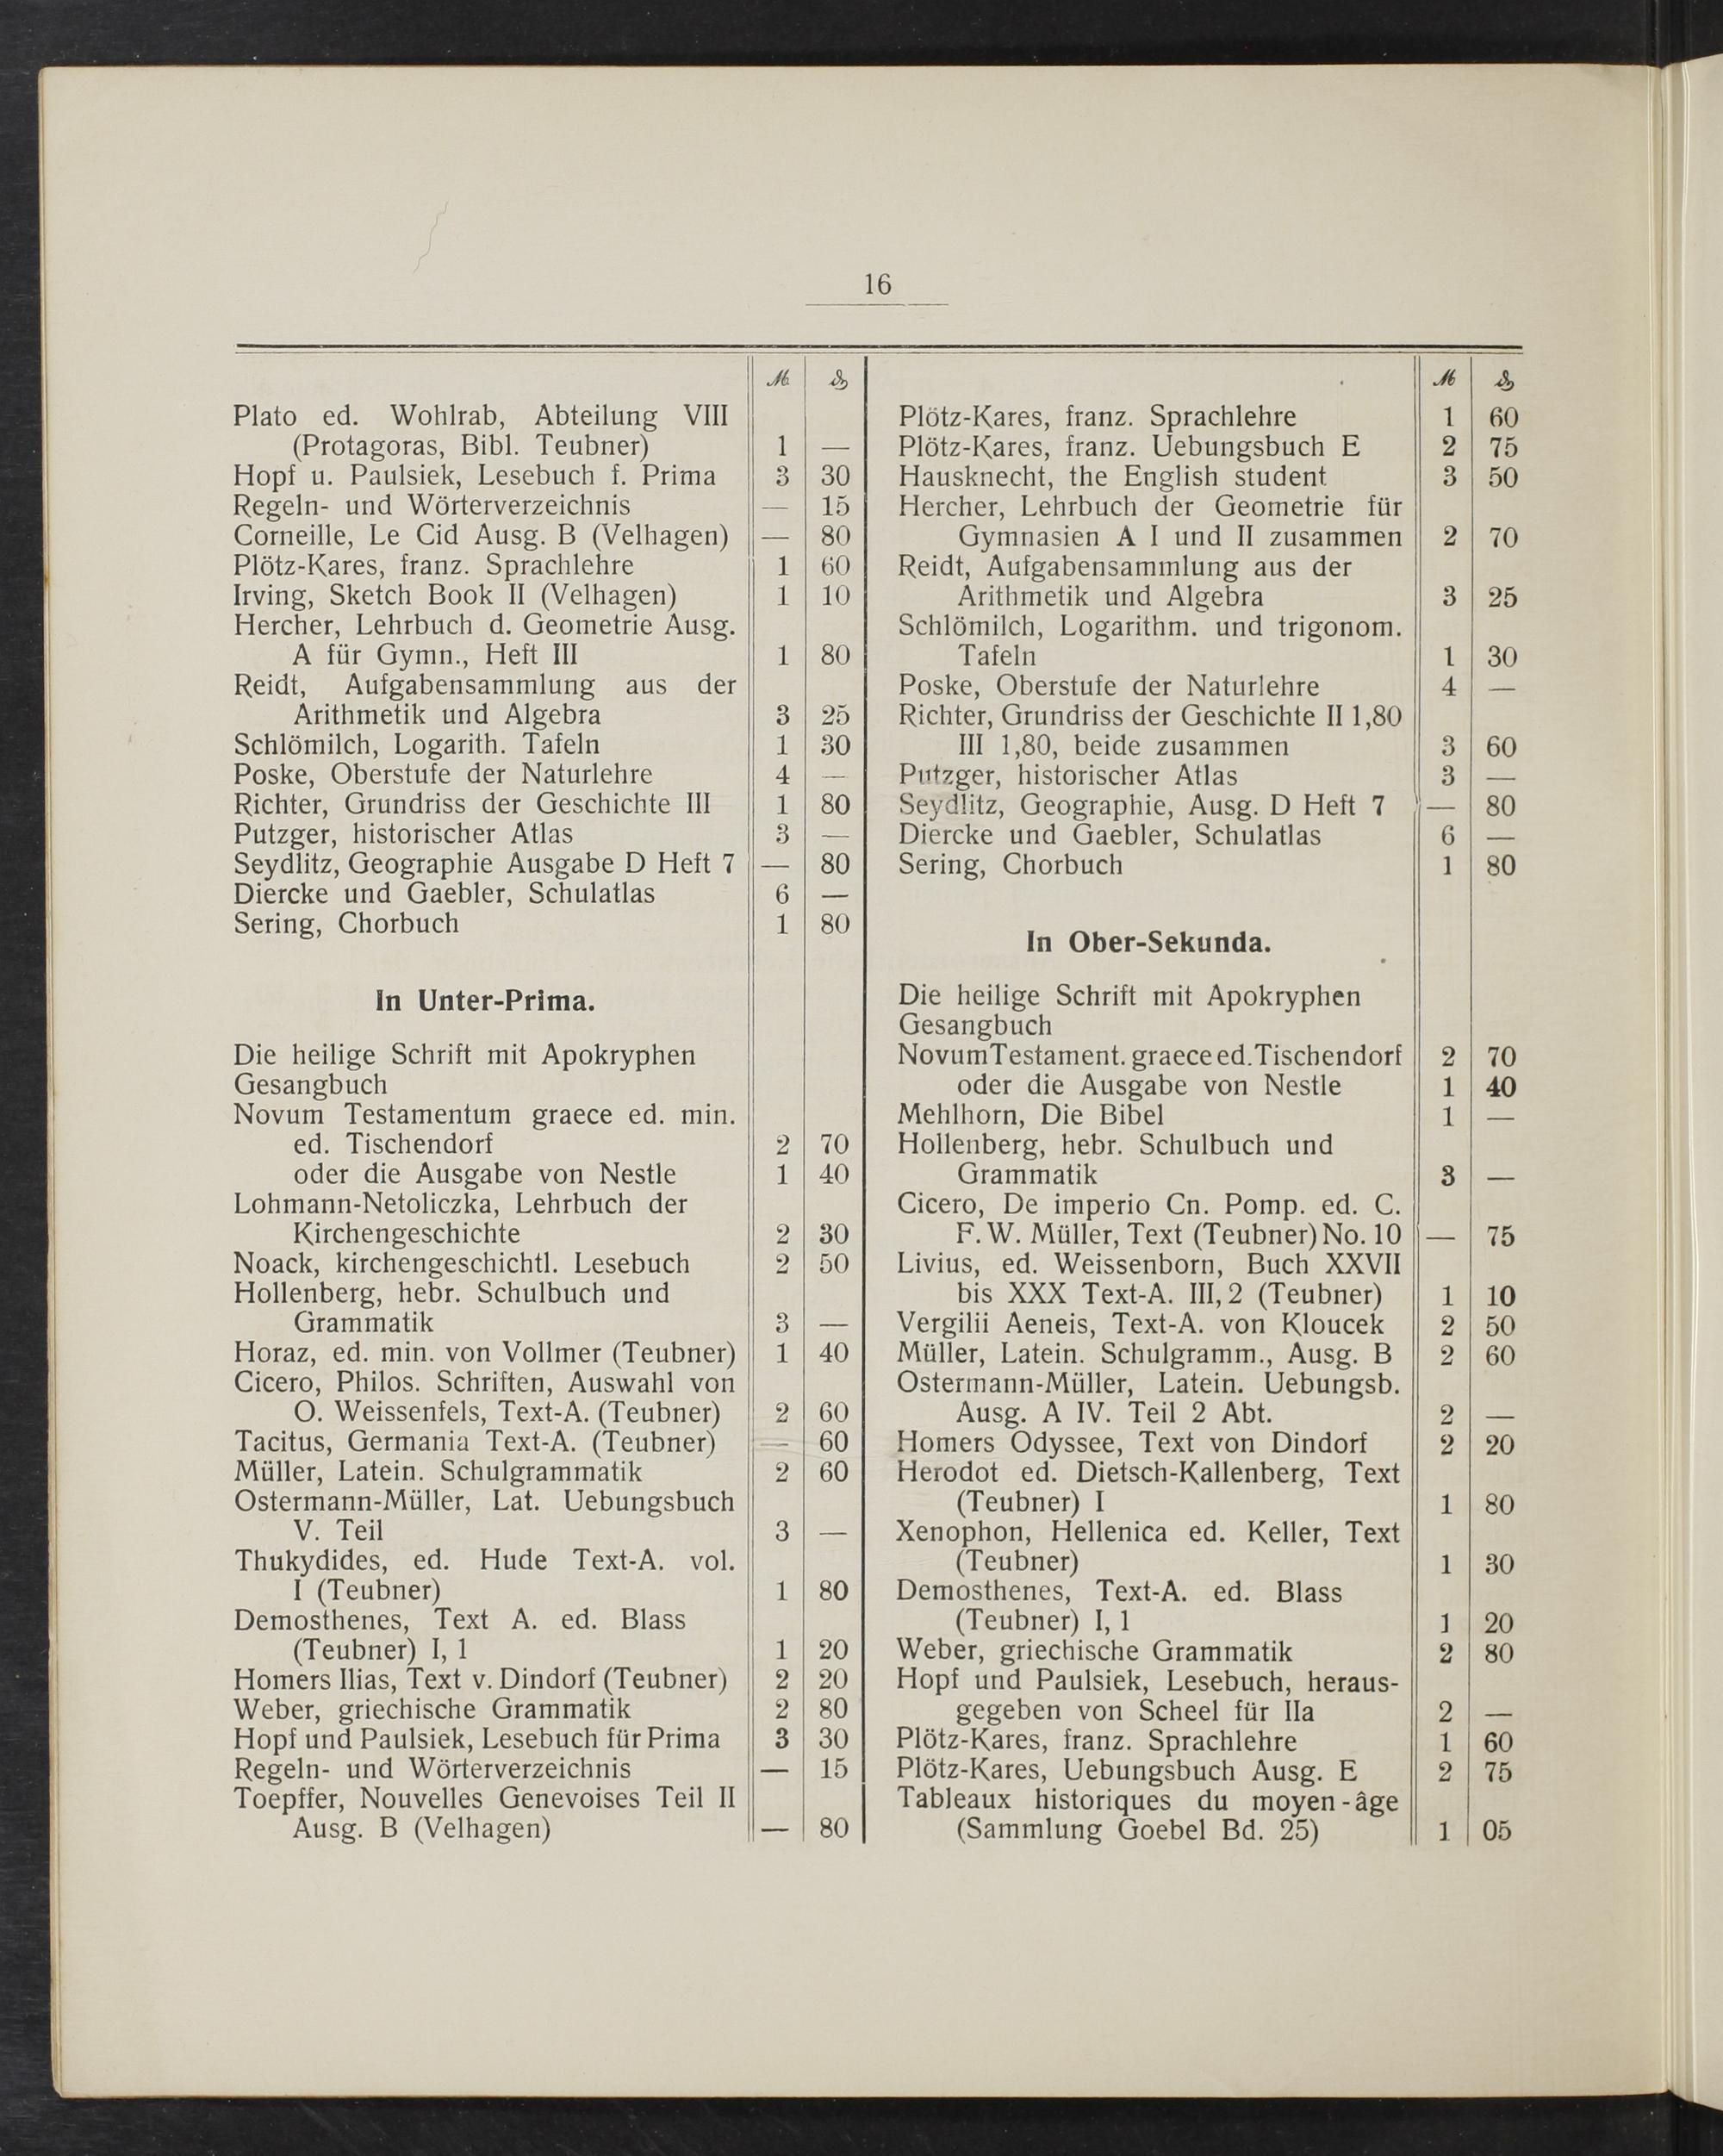 16
ℳ ₰
Plato ed. Wohlrab, Abteilung VIII
(Protagoras, Bibl. Teubner) 1 —
Hopf u. Paulsiek, Lesebuch f. Prima 3 30
Regeln- und Wörterverzeichnis — 15
Corneille, Le Cid Ausg. B (Velhagen) — 80
Plötz-Kares, franz. Sprachlehre 1 60
Irving, Sketch Book II (Velhagen) 1 10
Hercher, Lehrbuch d. Geometrie Ausg.
A für Gymn., Heft III 1 80
Reidt, Aufgabensammlung aus der
Arithmetik und Algebra 3 25
Schlömilch, Logarith. Tafeln 1 30
Poske, Oberstufe der Naturlehre 4 —
Richter, Grundriss der Geschichte III 1 80
Putzger, historischer Atlas 3 —
Seydlitz, Geographie Ausgabe D Heft 7 — 80
Diercke und Gaebler, Schulatlas 6 —
Sering, Chorbuch 1 80
In Unter-Prima.
Die heilige Schrift mit Apokryphen
Gesangbuch
Novum Testamentum graece ed. min.
ed. Tischendorf 2 70
oder die Ausgabe von Nestle 1 40
Lohmann-Netoliczka, Lehrbuch der
Kirchengeschichte 2 30
Noack, kirchengeschichtl. Lesebuch 2 50
Hollenberg, hebr. Schulbuch und
Grammatik 3 —
Horaz, ed. min. von Vollmer (Teubner) 1 40
Cicero, Philos. Schriften, Auswahl von
O. Weissenfels, Text-A. (Teubner) 2 60
Tacitus, Germania Text-A. (Teubner) — 60
Müller, Latein. Schulgrammatik 2 60
Ostermann-Müller, Lat. Uebungsbuch
V. Teil 3 —
Thukydides, ed. Hude Text-A. vol.
I (Teubner) 1 80
Demosthenes, Text A. ed. Blass
(Teubner) I, 1 1 20
Homers Ilias, Text v. Dindorf (Teubner) 2 20
Weber, griechische Grammatik 2 80
Hopf und Paulsiek, Lesebuch für Prima 3 30
Regeln- und Wörterverzeichnis — 15
Toepffer, Nouvelles Genevoises Teil II
Ausg. B (Velhagen) — 80
ℳ ₰
Plötz-Kares, franz. Sprachlehre 1 60
Plötz-Kares, franz. Uebungsbuch E 2 75
Hausknecht, the English student 3 50
Hercher, Lehrbuch der Geometrie für
Gymnasien A I und II zusammen 2 70
Reidt, Aufgabensammlung aus der
Arithmetik und Algebra 3 25
Schlömilch, Logarithm. und trigonom.
Tafeln 1 30
Poske, Oberstufe der Naturlehre 4 —
Richter, Grundriss der Geschichte II 1,80
III 1,80, beide zusammen 3 60
Putzger, historischer Atlas 3 —
Seydlitz, Geographie, Ausg. D Heft 7 — 80
Diercke und Gaebler, Schulatlas 6 —
Sering, Chorbuch 1 80
In Ober-Sekunda.
Die heilige Schrift mit Apokryphen
Gesangbuch
Novum Testament. graece ed. Tischendorf 2 70
oder die Ausgabe von Nestle 1 40
Mehlhorn, Die Bibel 1 —
Hollenberg, hebr. Schulbuch und
Grammatik 3 —
Cicero, De imperio Cn. Pomp. ed. C.
F. W. Müller, Text (Teubner) No. 10 — 75
Livius, ed. Weissenborn, Buch XXVII
bis XXX Text-A. III, 2 (Teubner) 1 10
Vergilii Aeneis, Text-A. von Kloucek 2 50
Müller, Latein. Schulgramm., Ausg. B 2 60
Ostermann-Müller, Latein. Uebungsb.
Ausg. A IV. Teil 2 Abt. 2 —
Homers Odyssee, Text von Dindorf 2 20
Herodot ed. Dietsch-Kallenberg, Text
(Teubner) I 1 80
Xenophon, Hellenica ed. Keller, Text
(Teubner) 1 30
Demosthenes, Text-A. ed. Blass
(Teubner) I, 1 1 20
Weber, griechische Grammatik 2 80
Hopf und Paulsiek, Lesebuch, heraus-
gegeben von Scheel für IIa 2 —
Plötz-Kares, franz. Sprachlehre 1 60
Plötz-Kares, Uebungsbuch Ausg. E 2 75
Tableaux historiques du moyen-âge
(Sammlung Goebel Bd. 25) 1 05